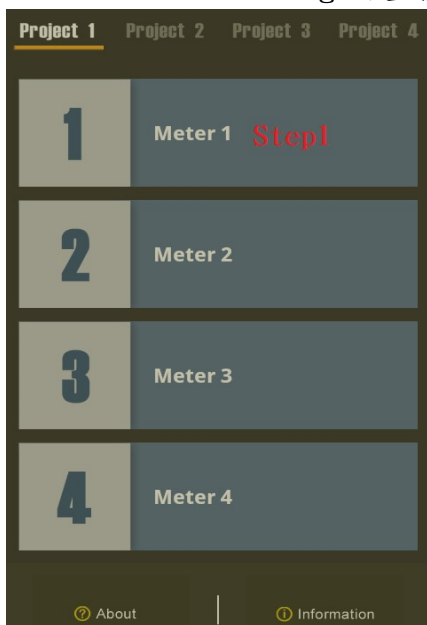 Project 1 Project 2 Project 3 Project 4
1 Meter 1 Step1
2 Meter 2
3 Meter 3
4 Meter 4
? About i Information